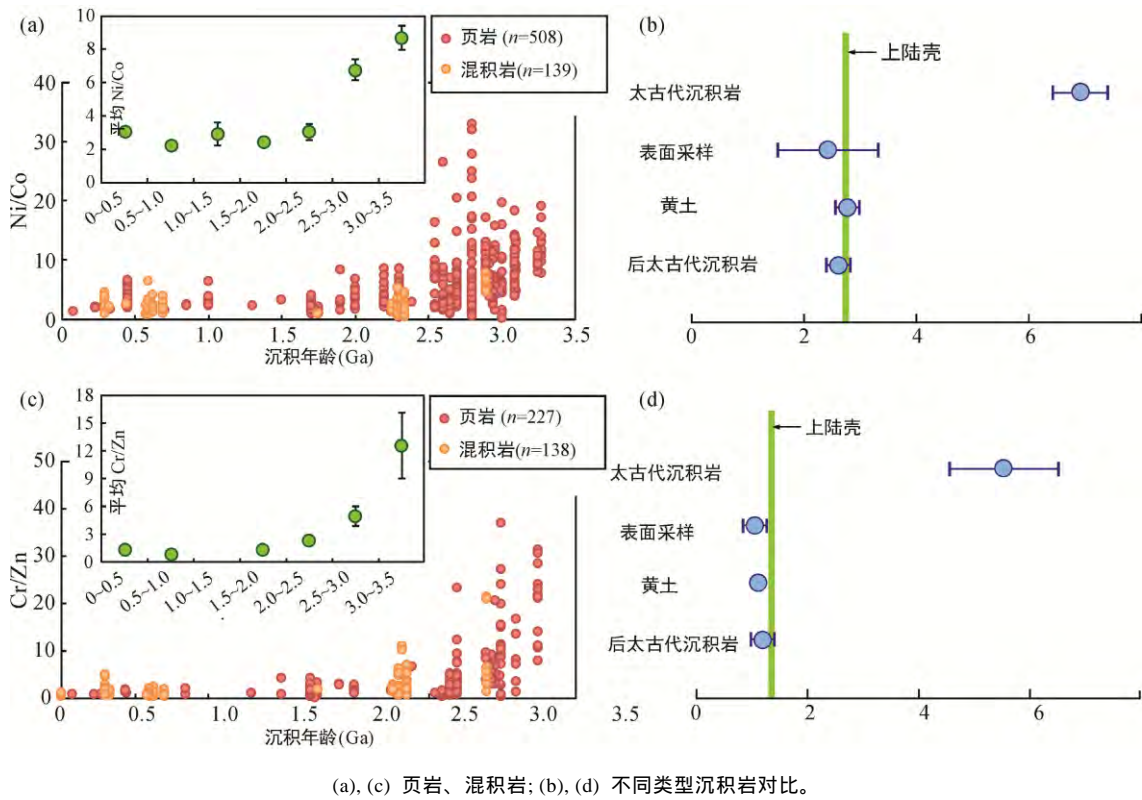 (a)
10
8
6
4
2
0
平均 Ni/Co
0~0.5
0.5~1.0
1.0~1.5
1.5~2.0
2.0~2.5
2.5~3.0
3.0~3.5
页岩 (n=508)
混积岩(n=139)
40
30
20
10
0
Ni/Co
0
0.5
1.0
1.5
2.0
2.5
3.0
3.5
沉积年龄(Ga)
(b)
上陆壳
太古代沉积岩
表面采样
黄土
后太古代沉积岩
0
2
4
6
(c)
18
15
12
9
6
3
0
平均 Cr/Zn
0~0.5
0.5~1.0
1.0~1.5
1.5~2.0
2.0~2.5
2.5~3.0
3.0~3.5
页岩 (n=227)
混积岩(n=138)
50
40
30
20
10
0
Cr/Zn
0
0.5
1.0
1.5
2.0
2.5
3.0
3.5
沉积年龄(Ga)
(d)
上陆壳
太古代沉积岩
表面采样
黄土
后太古代沉积岩
0
2
4
6
(a), (c) 页岩、混积岩; (b), (d) 不同类型沉积岩对比。